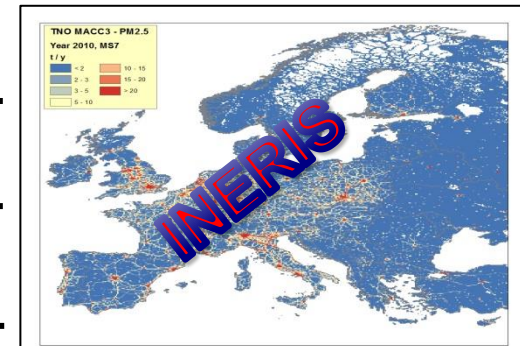 TNO MACC3 - PM2.5
Year 2010, MS7
t / y
< 2
2 - 3
3 - 5
5 - 10
10 - 15
15 - 20
> 20
INERIS